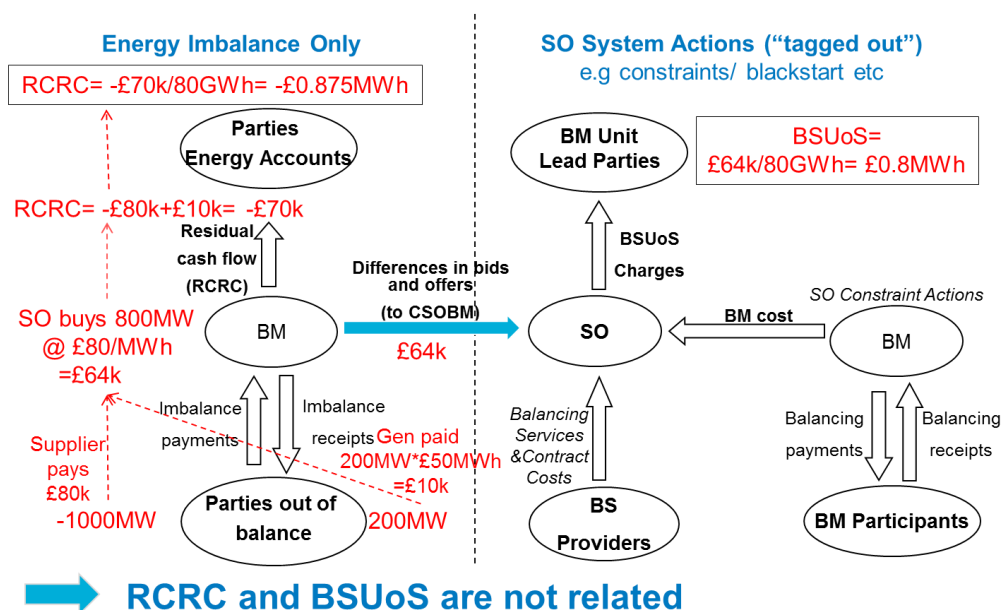 Energy Imbalance Only
RCRC= -£70k/80GWh= -£0.875MWh
Parties
Energy Accounts
RCRC= -£80k+£10k= -£70k
Residual
cash flow
(RCRC)
SO buys 800MW
@ £80/MWh
=£64k
BM
Differences in bids
and offers
(to CSOBM)
£64k
Imbalance
payments
Imbalance
receipts
Supplier
pays
£80k
-1000MW
Gen paid
200MW*£50MWh
=£10k
200MW
Parties out of
balance
SO System Actions (“tagged out”)
e.g constraints/ blackstart etc
BM Unit
Lead Parties
BSUoS=
£64k/80GWh= £0.8MWh
BSUoS
Charges
SO
BM cost
SO Constraint Actions
BM
Balancing
Services
&Contract
Costs
BS
Providers
Balancing
payments
Balancing
receipts
BM Participants
RCRC and BSUoS are not related